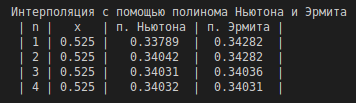 Интерполяция с помощью полинома Ньютона и Эрмита
| n |   x   | п. Ньютона | п. Эрмита |
| 1 | 0.525 |   0.33789  |  0.34282  |
| 2 | 0.525 |   0.34042  |  0.34282  |
| 3 | 0.525 |   0.34031  |  0.34036  |
| 4 | 0.525 |   0.34032  |  0.34031  |